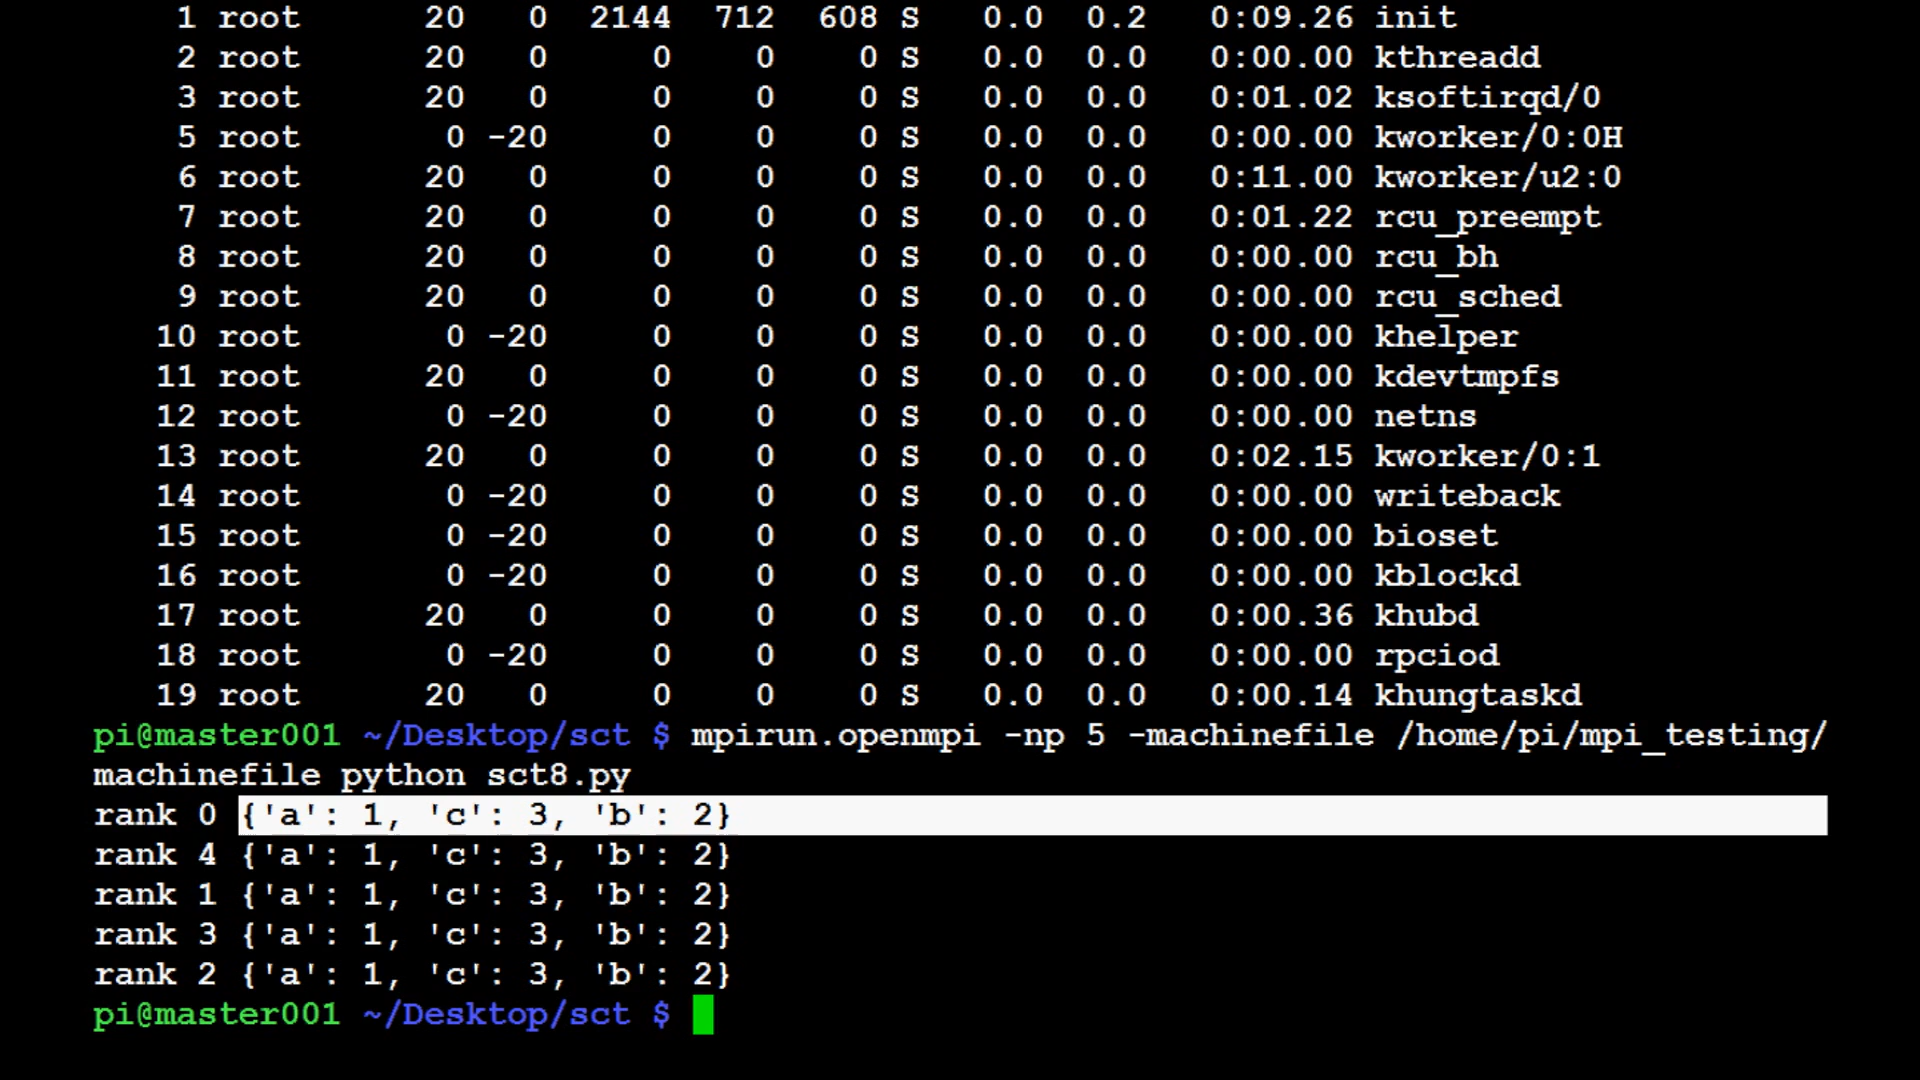 1 root 20 0 2144 712 608 S 0.0 0.2 0:09.26 init
2 root 20 0 0 0 0 S 0.0 0.0 0:00.00 kthreadd
3 root 20 0 0 0 0 S 0.0 0.0 0:01.02 ksoftirqd/0
5 root 0 -20 0 0 0 S 0.0 0.0 0:00.00 kworker/0:0H
6 root 20 0 0 0 0 S 0.0 0.0 0:11.00 kworker/u2:0
7 root 20 0 0 0 0 S 0.0 0.0 0:01.22 rcu_preempt
8 root 20 0 0 0 0 S 0.0 0.0 0:00.00 rcu_bh
9 root 20 0 0 0 0 S 0.0 0.0 0:00.00 rcu_sched
10 root 0 -20 0 0 0 S 0.0 0.0 0:00.00 khelper
11 root 20 0 0 0 0 S 0.0 0.0 0:00.00 kdevtmpfs
12 root 0 -20 0 0 0 S 0.0 0.0 0:00.00 netns
13 root 20 0 0 0 0 S 0.0 0.0 0:02.15 kworker/0:1
14 root 0 -20 0 0 0 S 0.0 0.0 0:00.00 writeback
15 root 0 -20 0 0 0 S 0.0 0.0 0:00.00 bioset
16 root 0 -20 0 0 0 S 0.0 0.0 0:00.00 kblockd
17 root 20 0 0 0 0 S 0.0 0.0 0:00.36 khubd
18 root 0 -20 0 0 0 S 0.0 0.0 0:00.00 rpciod
19 root 20 0 0 0 0 S 0.0 0.0 0:00.14 khungtaskd
pi@master001 ~/Desktop/sct $ mpirun.openmpi -np 5 -machinefile /home/pi/mpi_testing/
machinefile python sct8.py
rank 0 {'a': 1, 'c': 3, 'b': 2}
rank 4 {'a': 1, 'c': 3, 'b': 2}
rank 1 {'a': 1, 'c': 3, 'b': 2}
rank 3 {'a': 1, 'c': 3, 'b': 2}
rank 2 {'a': 1, 'c': 3, 'b': 2}
pi@master001 ~/Desktop/sct $